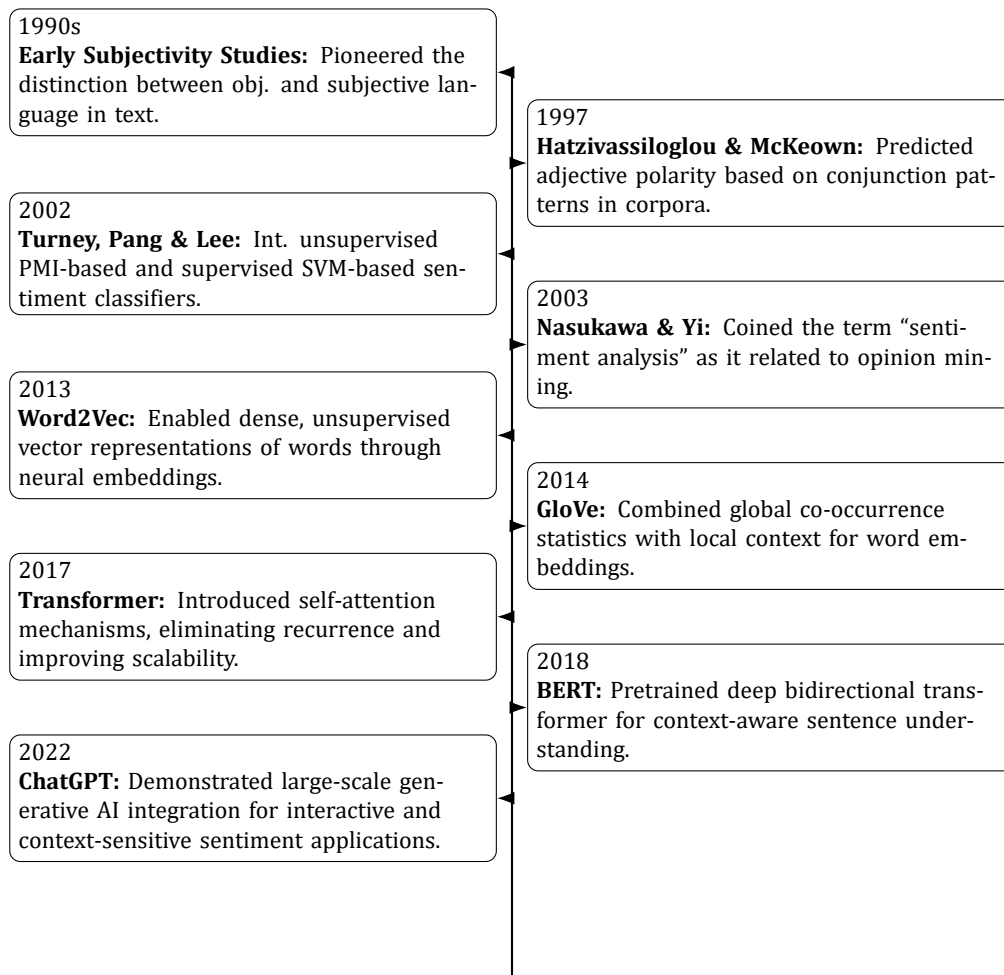 1990s
Early Subjectivity Studies: Pioneered the
distinction between obj. and subjective lan-
guage in text.
1997
Hatzivassiloglou & McKeown: Predicted
adjective polarity based on conjunction pat-
terns in corpora.
2002
Turney, Pang & Lee: Int. unsupervised
PMI-based and supervised SVM-based sen-
timent classifiers.
2003
Nasukawa & Yi: Coined the term “senti-
ment analysis” as it related to opinion min-
ing.
2013
Word2Vec: Enabled dense, unsupervised
vector representations of words through
neural embeddings.
2014
GloVe: Combined global co-occurrence
statistics with local context for word em-
beddings.
2017
Transformer: Introduced self-attention
mechanisms, eliminating recurrence and
improving scalability.
2018
BERT: Pretrained deep bidirectional trans-
former for context-aware sentence under-
standing.
2022
ChatGPT: Demonstrated large-scale gen-
erative AI integration for interactive and
context-sensitive sentiment applications.